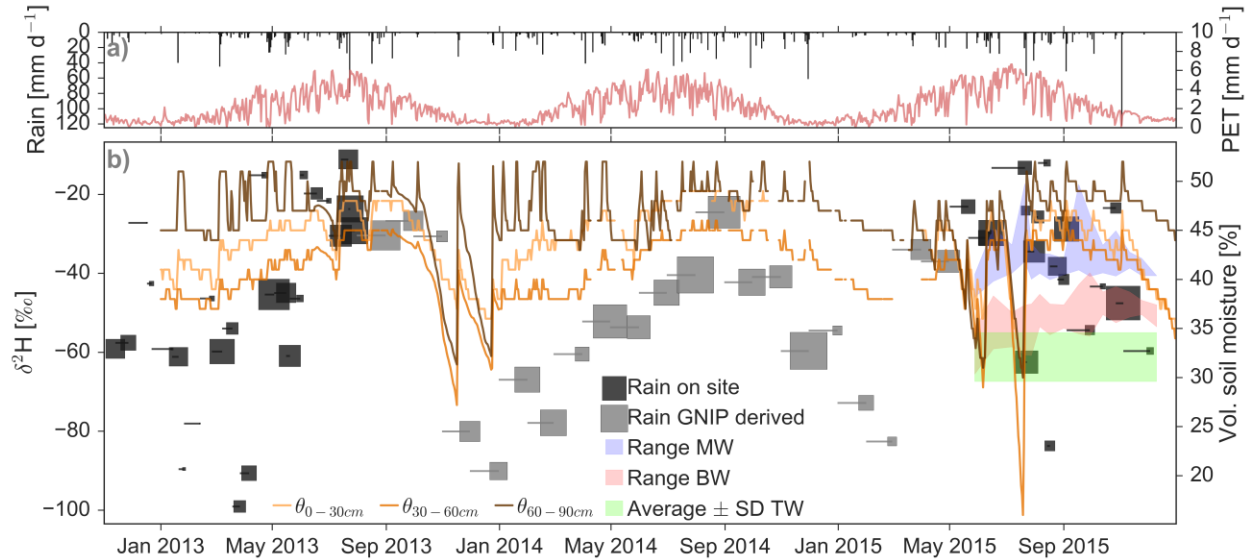 Rain [mm d⁻¹]
0
20
40
60
80
100
120
a)
10
8
6
4
2
0
PET [mm d⁻¹]
b)
δ²H [‰]
−20
−40
−60
−80
−100
50
45
40
35
30
25
20
Vol. soil moisture [%]
Rain on site
Rain GNIP derived
Range MW
Range BW
Average ± SD TW
θ0−30cm θ30−60cm θ60−90cm
Jan 2013 May 2013 Sep 2013 Jan 2014 May 2014 Sep 2014 Jan 2015 May 2015 Sep 2015